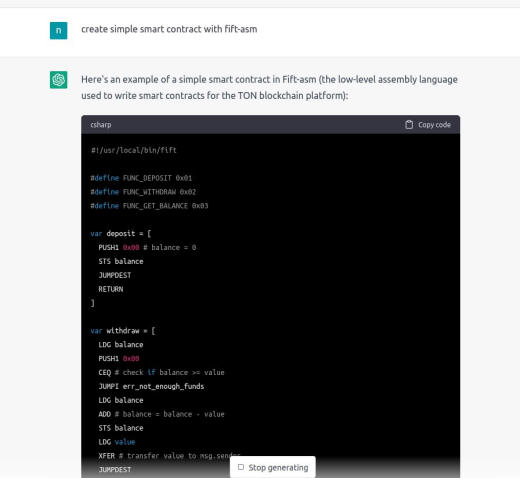 n
create simple smart contract with fift-asm
Here's an example of a simple smart contract in Fift-asm (the low-level assembly language
used to write smart contracts for the TON blockchain platform):
csharp
Copy code
#!/usr/local/bin/fift
#define FUNC_DEPOSIT 0x01
#define FUNC_WITHDRAW 0x02
#define FUNC_GET_BALANCE 0x03
var deposit = [
PUSH1 0x00 # balance = 0
STS balance
JUMPDEST
RETURN
]
var withdraw = [
LDG balance
PUSH1 0x00
CEQ # check if balance >= value
JUMPI err_not_enough_funds
LDG balance
ADD # balance = balance - value
STS balance
LDG value
XFER # transfer value to msg.sender
JUMPDEST
Stop generating